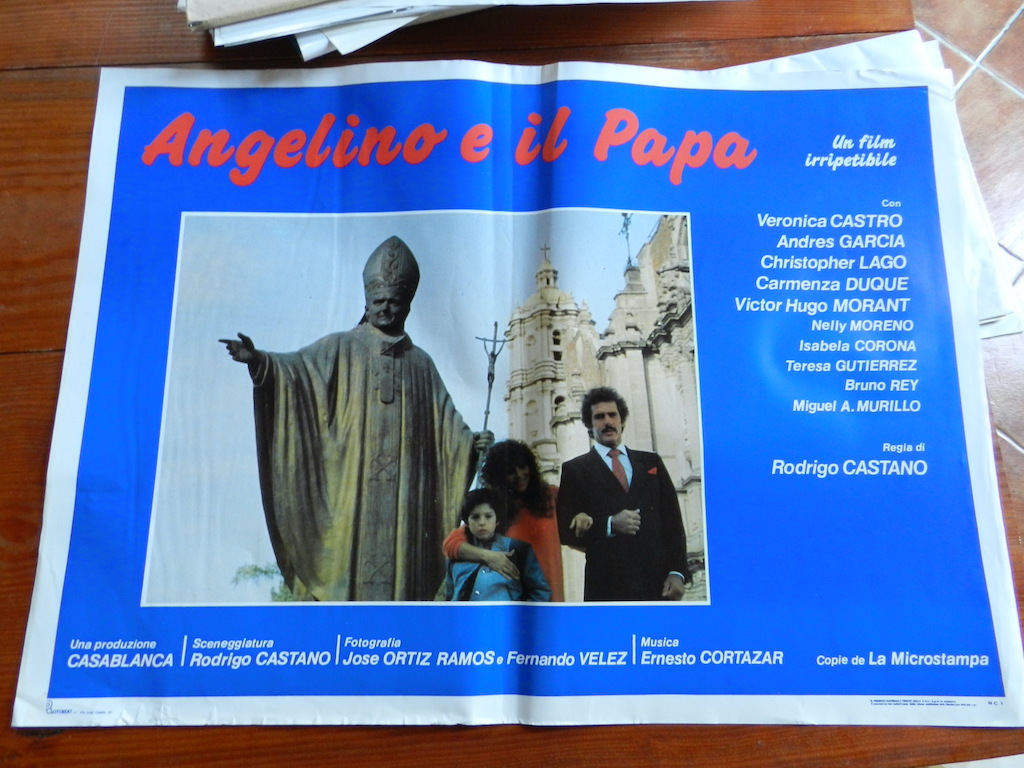 Angelino e il Papa
Un film
irripetibile
Con
Veronica CASTRO
Andres GARCIA
Christopher LAGO
Carmenza DUQUE
Victor Hugo MORANT
Nelly MORENO
Isabela CORONA
Teresa GUTIERREZ
Bruno REY
Miguel A. MURILLO
Regia di
Rodrigo CASTANO
Una produzione
CASABLANCA
Sceneggiatura
Rodrigo CASTANO
Fotografia
Jose ORTIZ RAMOS e Fernando VELEZ
Musica
Ernesto CORTAZAR
Copie de La Microstampa